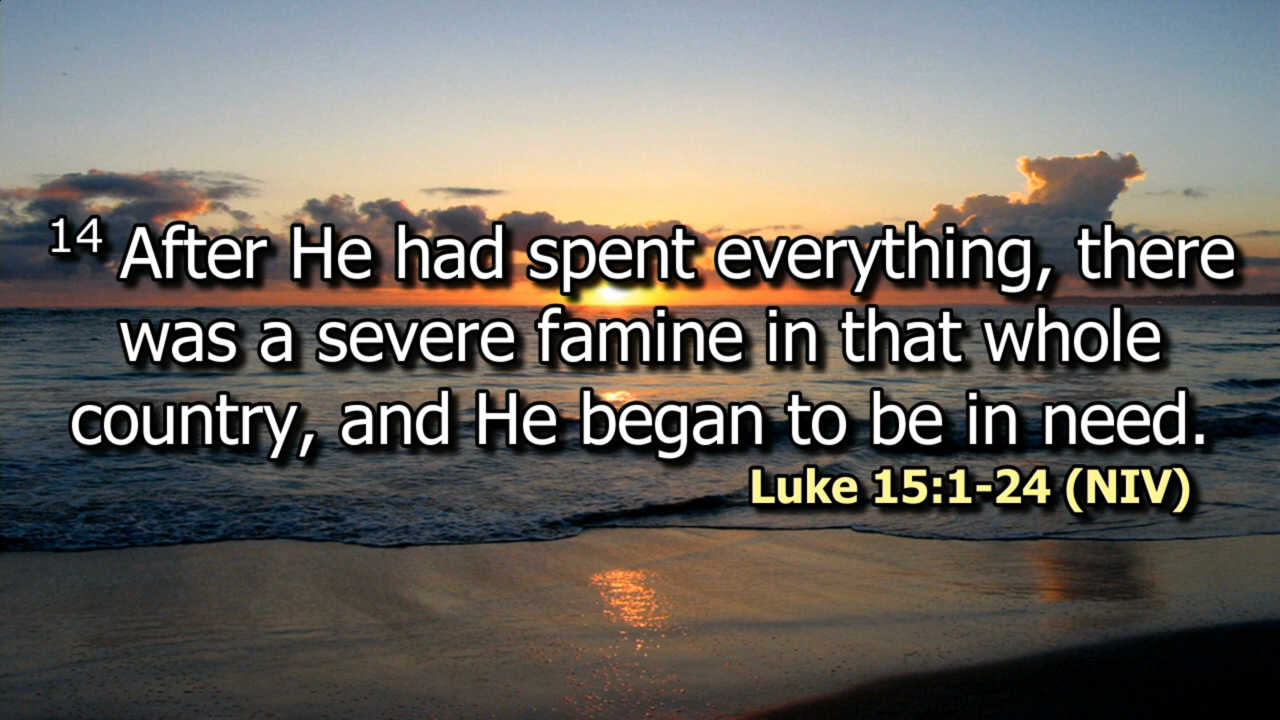 14 After He had spent everything, there
was a severe famine in that whole
country, and He began to be in need.
Luke 15:1-24 (NIV)